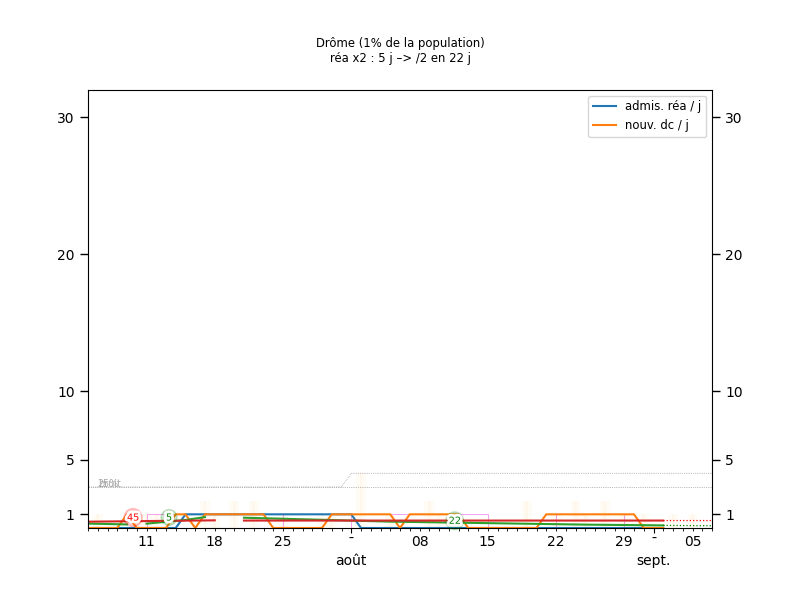 Drôme (1% de la population)
réa x2 : 5 j –> /2 en 22 j
admis. réa / j
nouv. dc / j
30 30
20 20
10 10
5 5
1 1
45 5 22
11 18 25 - 08 15 22 29 - 05
août sept.